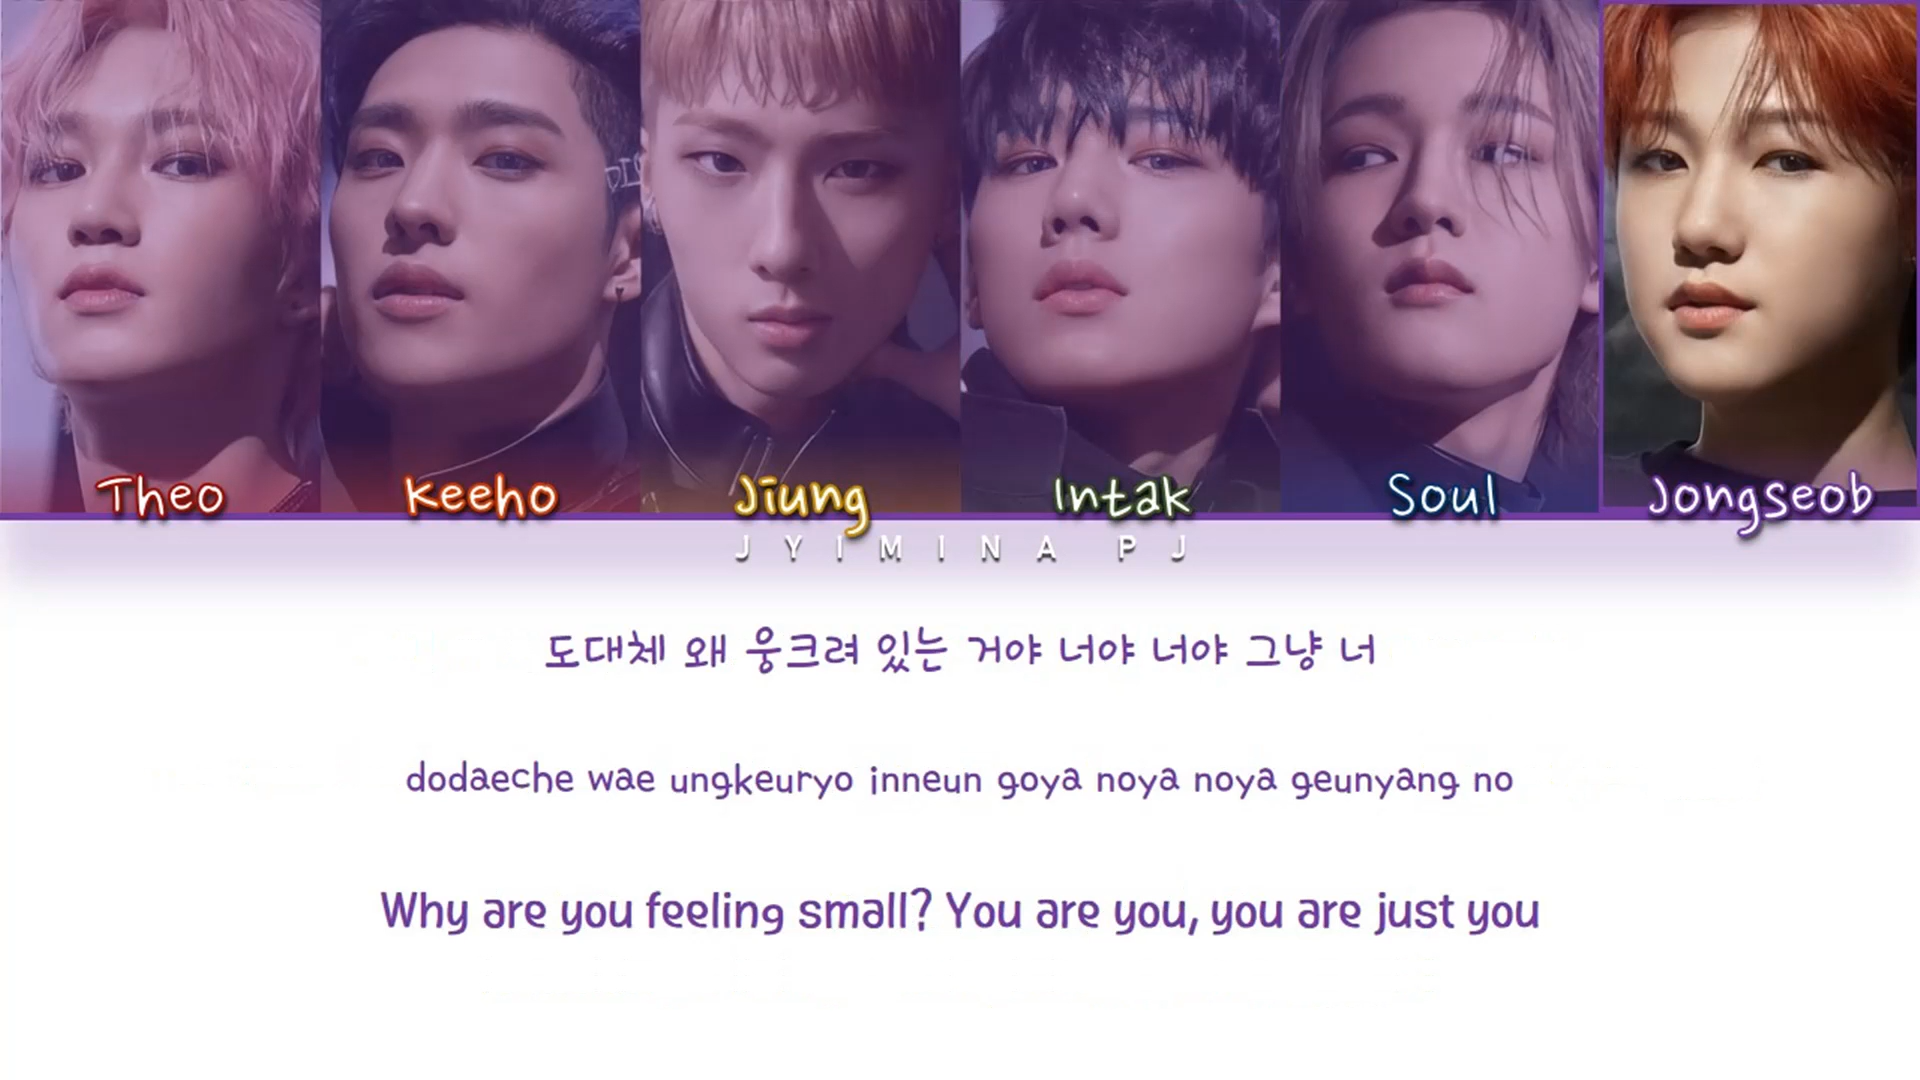 Theo Keeho Jiung Intak Soul Jongseob
JYIMINA PJ
도대체 왜 웅크려 있는 거야 너야 너야 그냥 너
dodaeche wae ungkeuryo inneun goya noya noya geunyang no
Why are you feeling small? You are you, you are just you